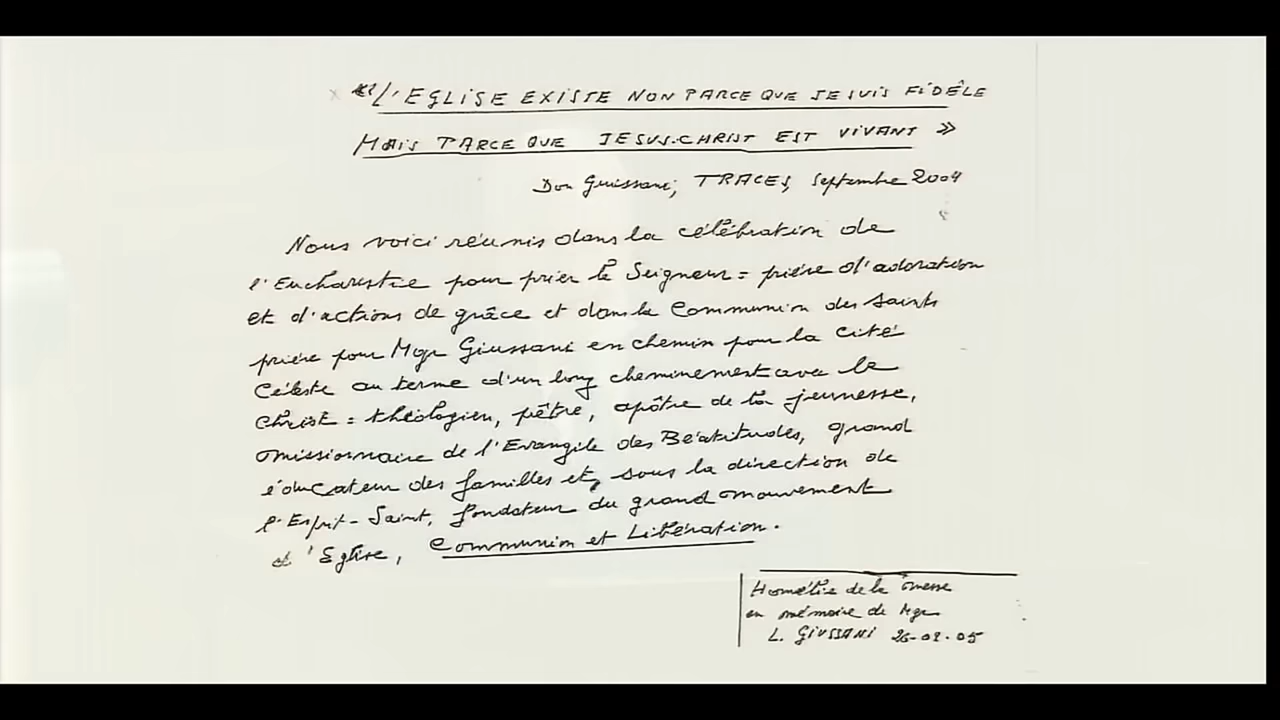 « L'EGLISE EXISTE NON PARCE QUE JE SUIS FIDÊLE
MAIS PARCE QUE JESUS-CHRIST EST VIVANT »
Don Guissani, TRACES, Septembre 2004
Nous voici réunis dans la célébration de
l'Eucharistie pour prier le Seigneur = prière d'adoration
et d'actions de grâce et dans la Communion des saints
prière pour Mgr Giussani en chemin pour la cité
Céleste au terme d'un long cheminement avec le
Christ = théologien, prêtre, apôtre de la jeunesse,
missionnaire de l'Evangile des Béatitudes, grand
éducateur des familles et, sous la direction de
l'Esprit-Saint, fondateur du grand mouvement
d'Eglise, Communion et Libération.
Homélie de la messe
en mémoire de Mgr
L. GIUSSANI 26-02-05